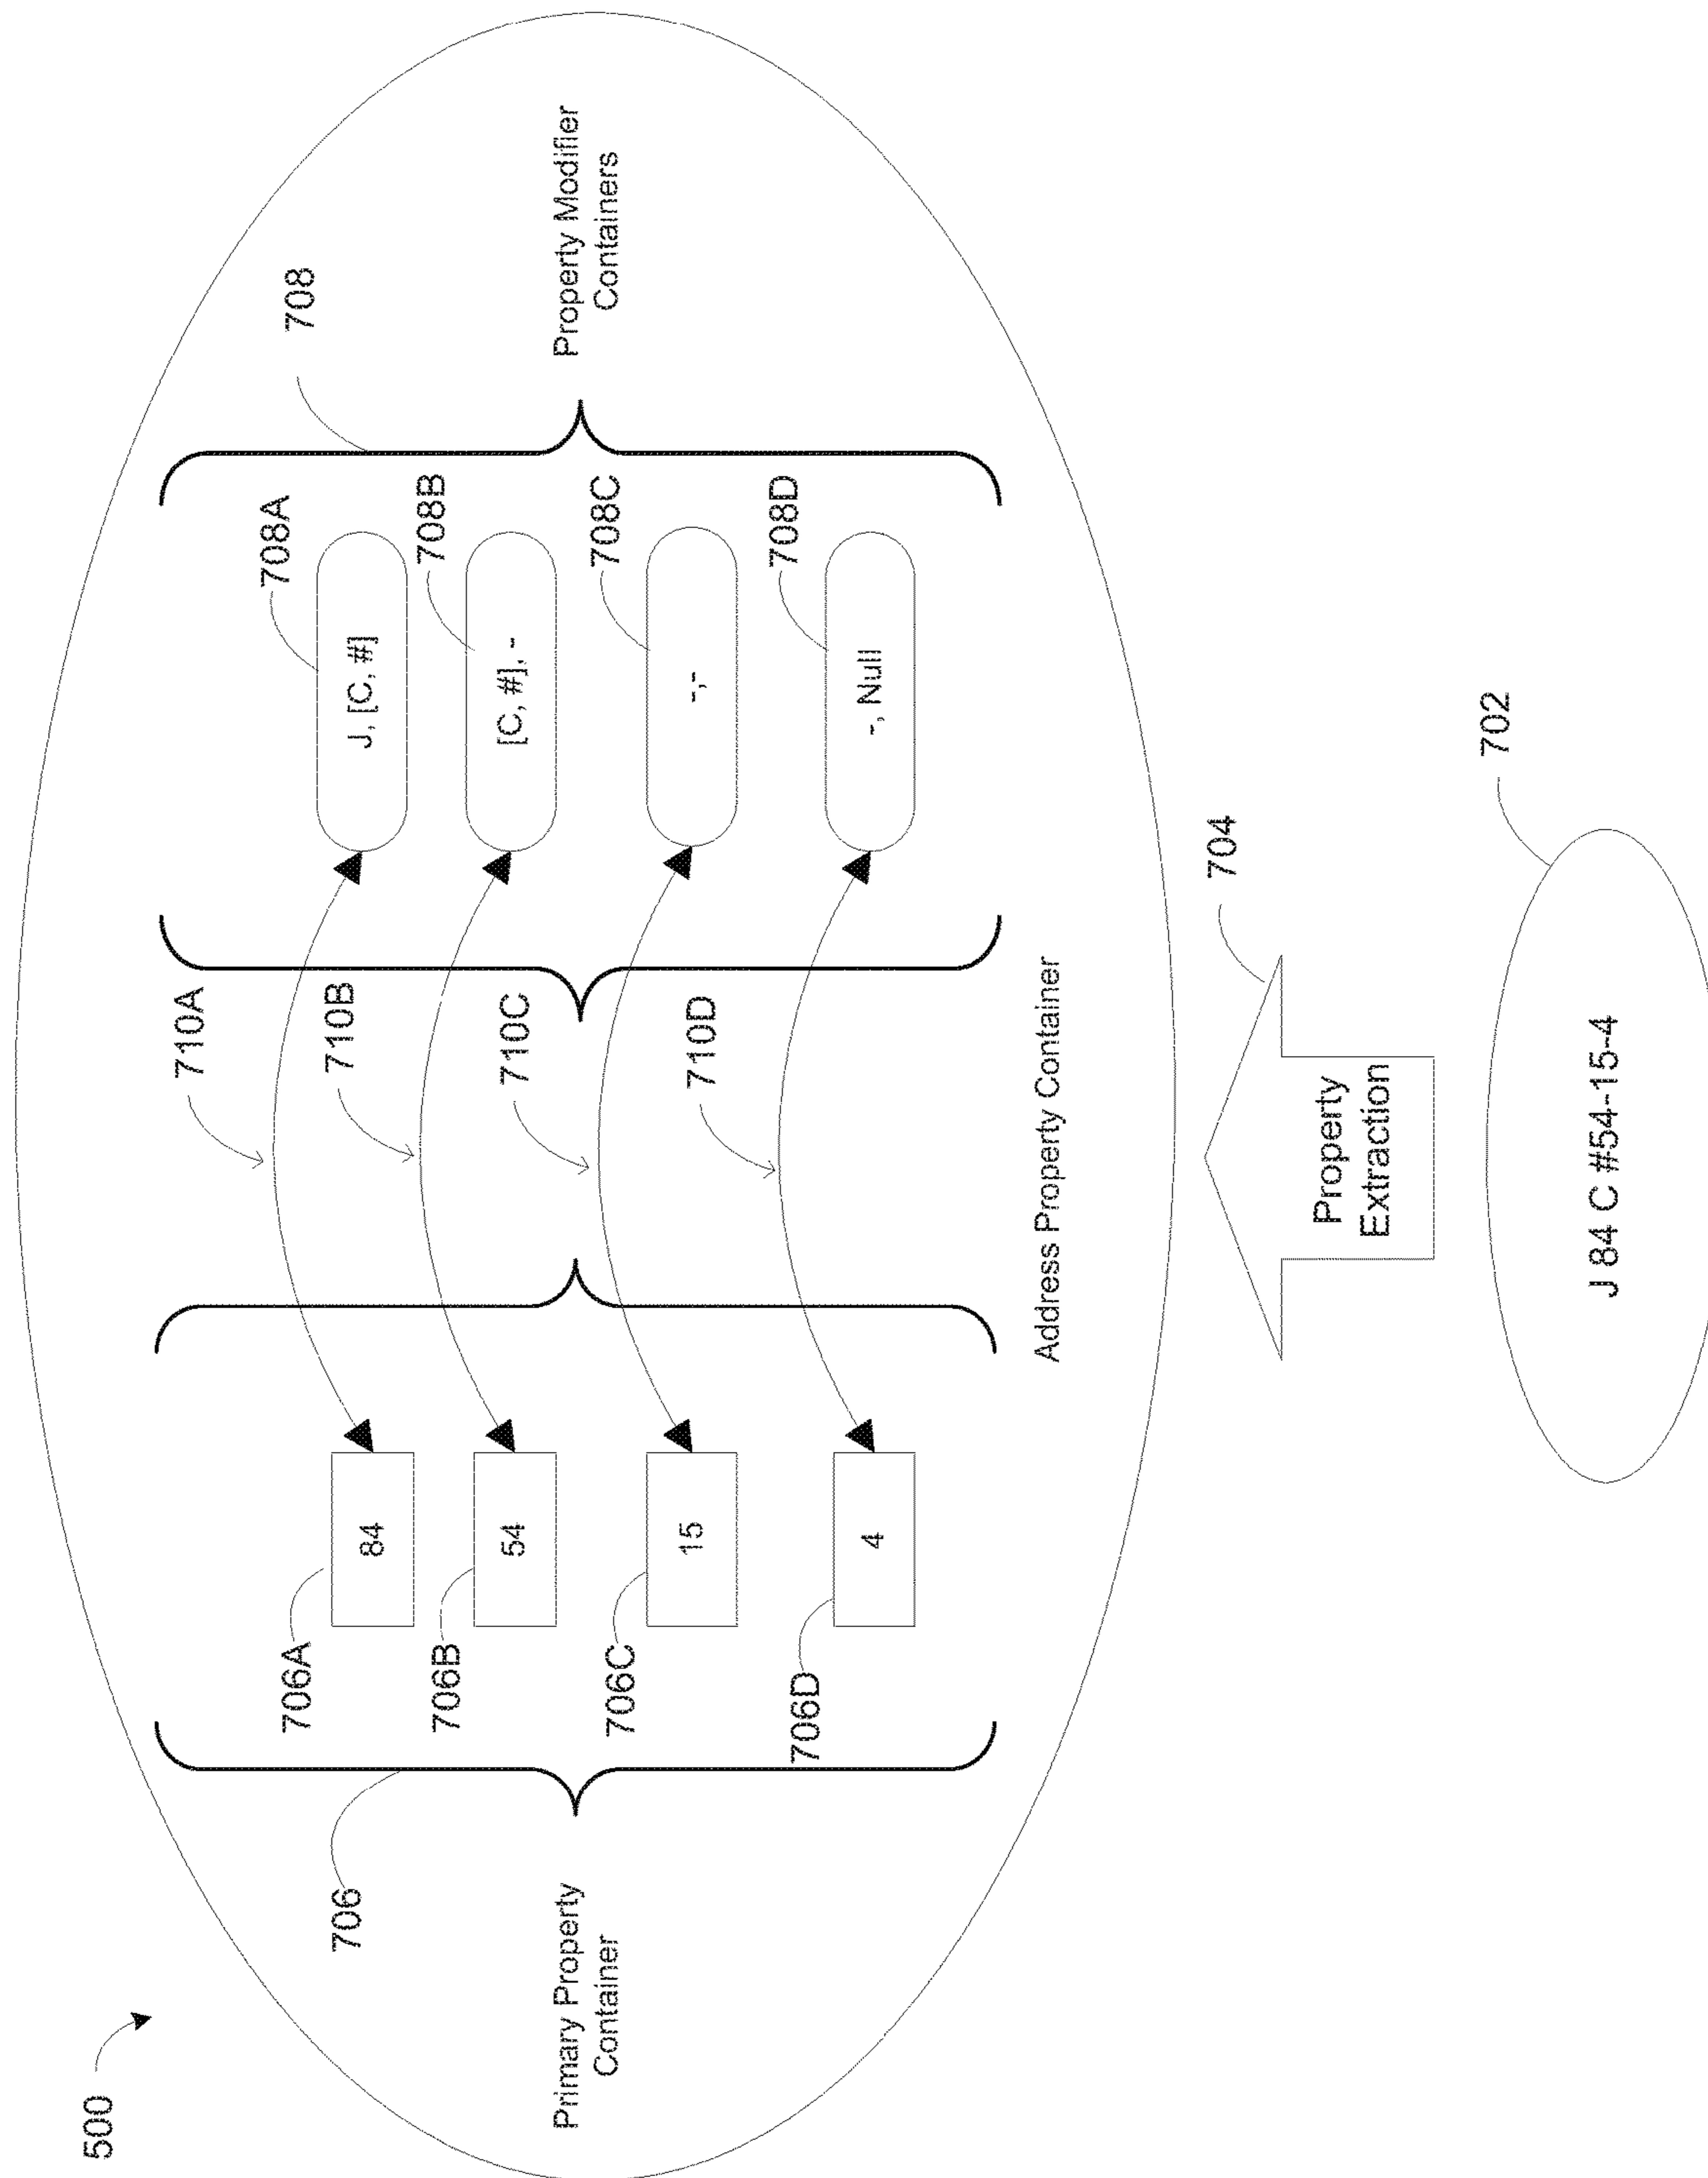 500
706
Primary Property
Container
706A
84
706B
54
706C
15
706D
4
710A
710B
710C
710D
Address Property Container
708
708A
J, [C, #]
708B
[C, #], -
708C
-,-
708D
-, Null
Property Modifier
Containers
704
Property
Extraction
702
J 84 C #54-15-4